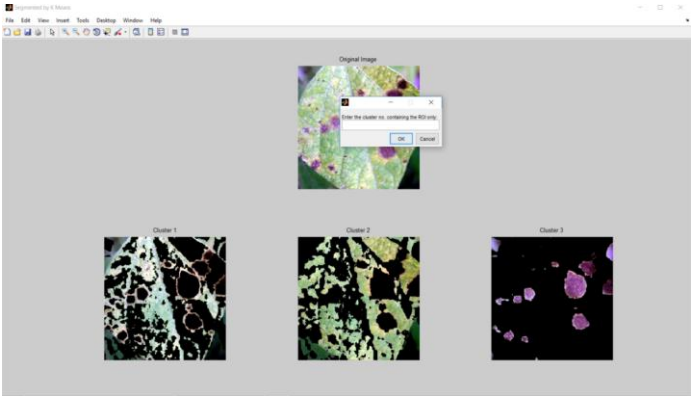 Segmented by K Means
File Edit View Insert Tools Desktop Window Help
Original Image
Enter the cluster no. containing the ROI only:
OK Cancel
Cluster 1 Cluster 2 Cluster 3